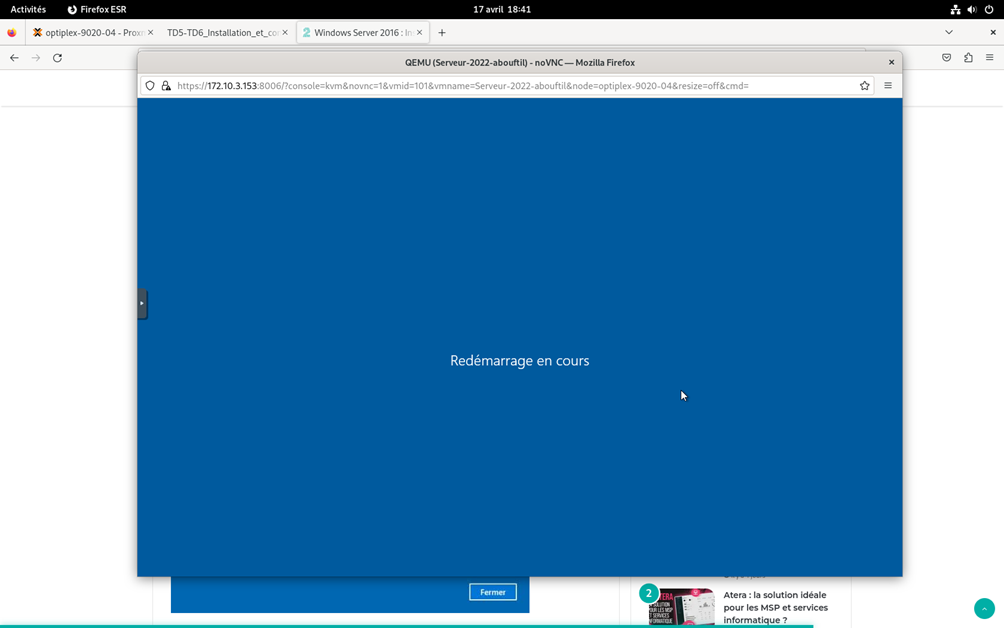 Activités
Firefox ESR
17 avril 18:41
optiplex-9020-04 - Proxm
TD5-TD6_Installation_et_co
Windows Server 2016 : In
QEMU (Serveur-2022-abouftil) - noVNC — Mozilla Firefox
https://172.10.3.153:8006/?console=kvm&novnc=1&vmid=101&vmname=Serveur-2022-abouftil&node=optiplex-9020-04&resize=off&cmd=
Redémarrage en cours
Fermer
2
Atera : la solution idéale
pour les MSP et services
informatique ?